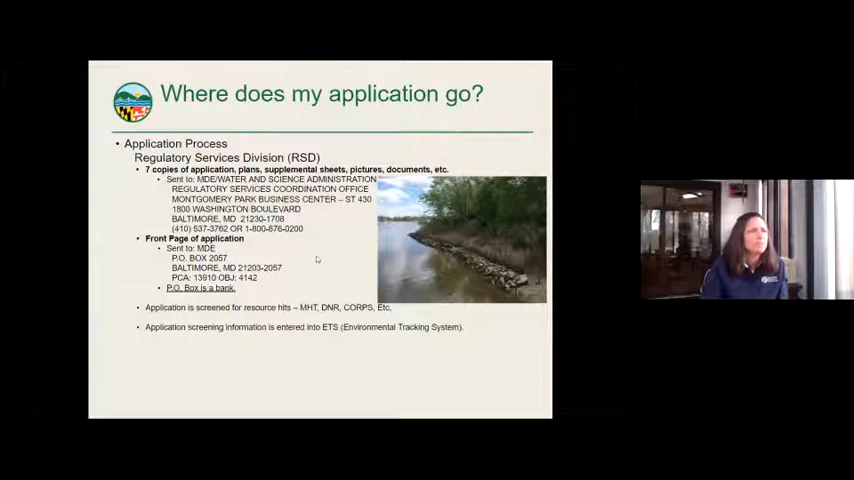 Where does my application go?
• Application Process
Regulatory Services Division (RSD)
• 7 copies of application, plans, supplemental sheets, pictures, documents, etc.
• Sent to: MDE/WATER AND SCIENCE ADMINISTRATION
REGULATORY SERVICES COORDINATION OFFICE
MONTGOMERY PARK BUSINESS CENTER – ST 430
1800 WASHINGTON BOULEVARD
BALTIMORE, MD 21230-1708
(410) 537-3762 OR 1-800-876-0200
• Front Page of application
• Sent to: MDE
P.O. BOX 2057
BALTIMORE, MD 21203-2057
PCA: 13910 OBJ: 4142
• P.O. Box is a bank.
• Application is screened for resource hits – MHT, DNR, CORPS, Etc.
• Application screening information is entered into ETS (Environmental Tracking System).